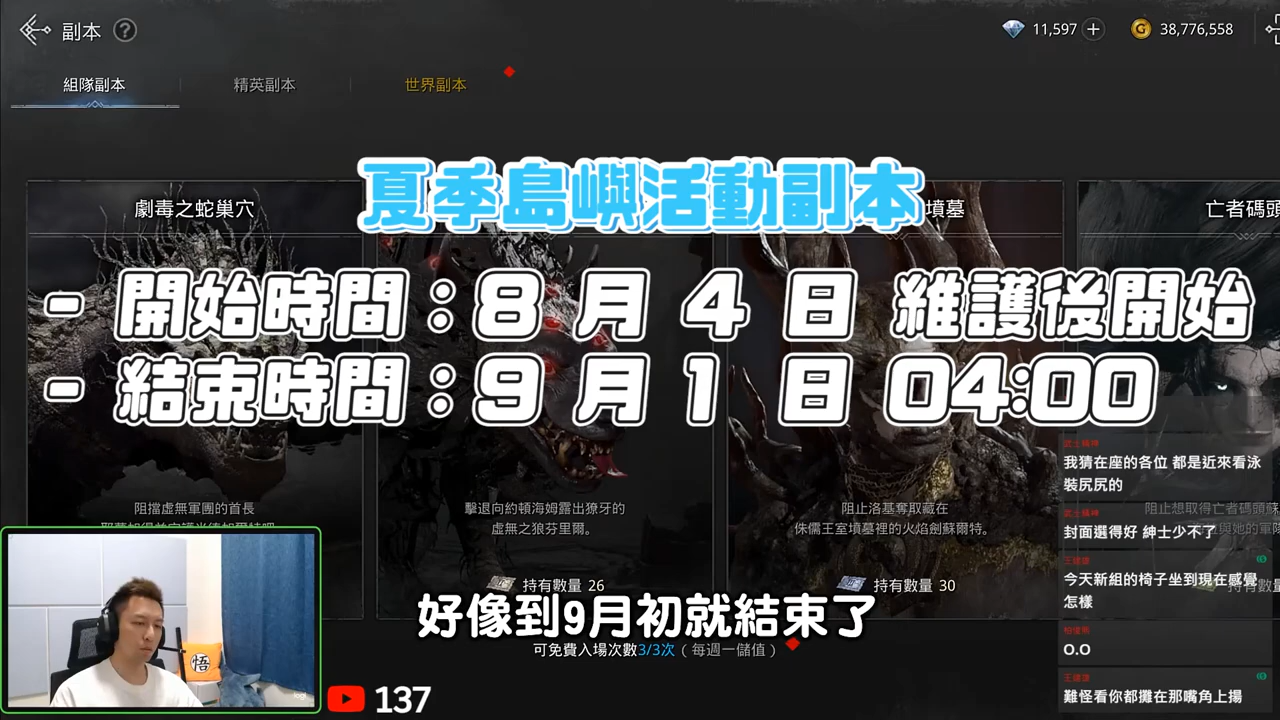 副本 ?
11,597 +
G 38,776,558
組隊副本
精英副本
世界副本
夏季島嶼活動副本
劇毒之蛇巢穴
墳墓
亡者碼頭
- 開始時間：8 月 4 日 維護後開始
- 結束時間：9 月 1 日 04:00
阻擋虛無軍團的首長
擊退向約頓海姆露出獠牙的
虛無之狼芬里爾。
阻止洛基奪取藏在
侏儒王室墳墓裡的火焰劍蘇爾特。
阻止想取得亡者碼頭蘇
持有數量 26
持有數量 30
好像到9月初就結束了
可免費入場次數3/3次（每週一儲值）
我猜在座的各位 都是近來看泳
裝尻尻的
封面選得好 紳士少不了
今天新組的椅子坐到現在感覺
怎樣
O.O
難怪看你都攤在那嘴角上揚
悟
137